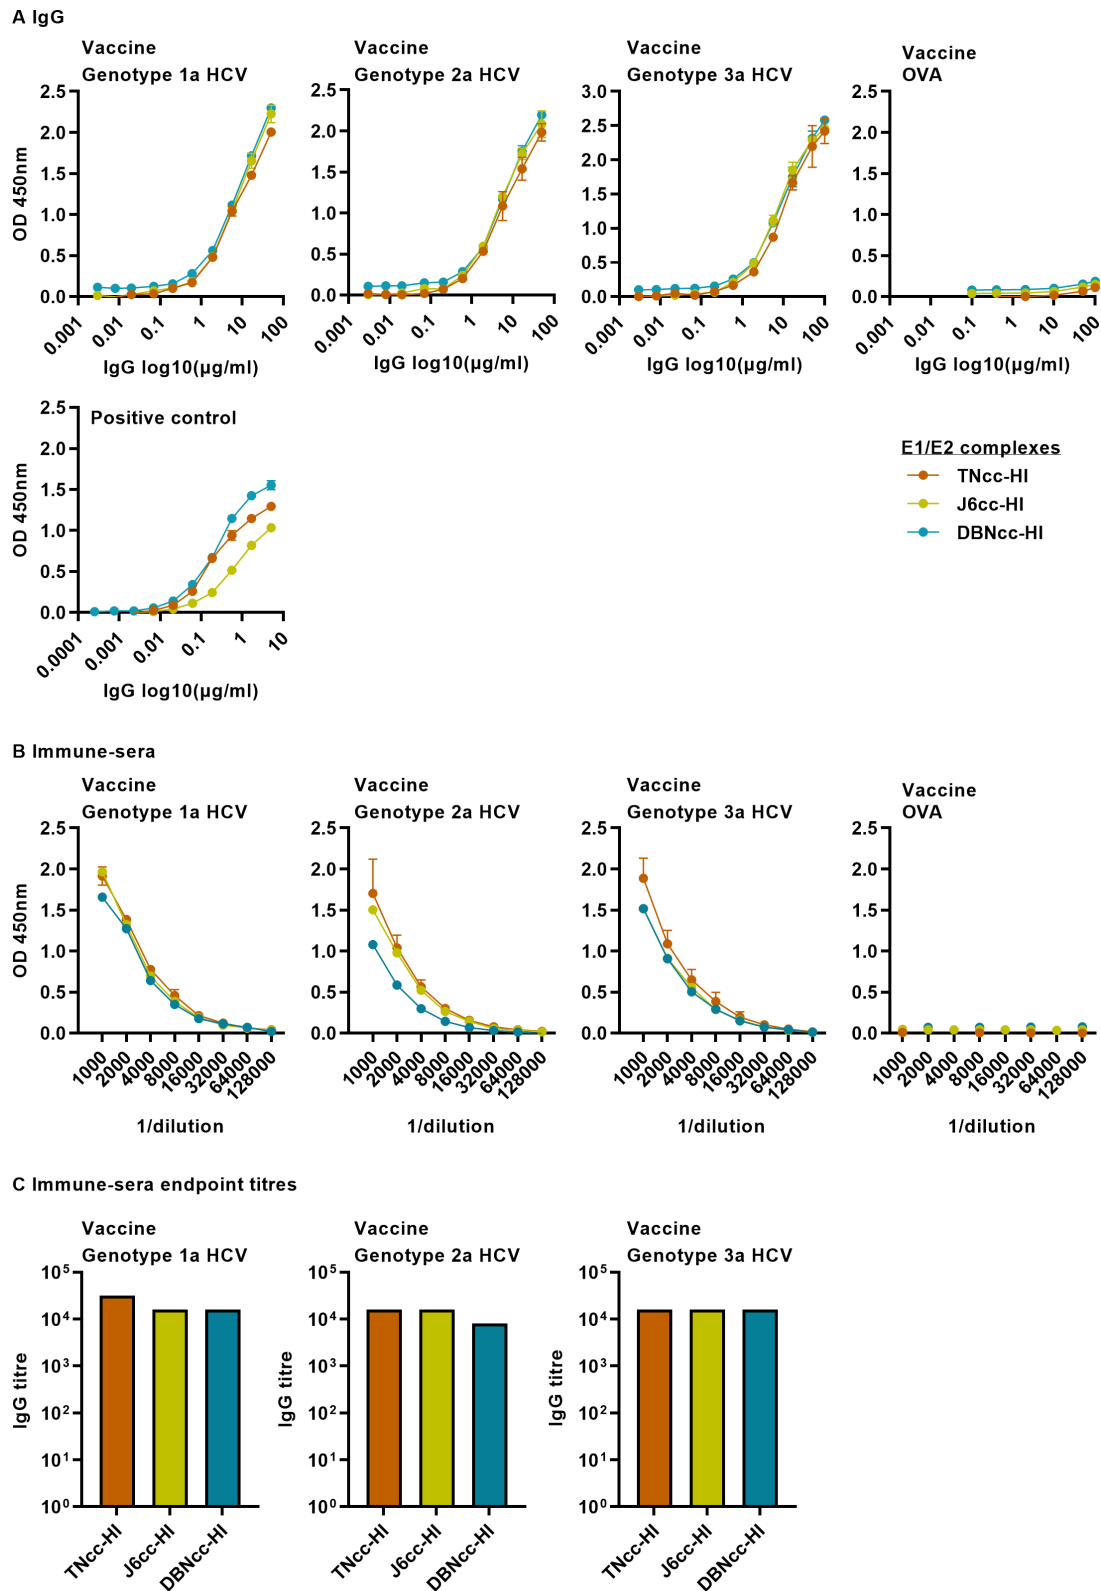 A IgG
Vaccine
Genotype 1a HCV
Vaccine
Genotype 2a HCV
Vaccine
Genotype 3a HCV
Vaccine
OVA
OD 450nm
2.5
2.0
1.5
1.0
0.5
0.0
0.001
0.01
0.1
1
10
100
IgG log10(µg/ml)
2.5
2.0
1.5
1.0
0.5
0.0
0.001
0.01
0.1
1
10
100
IgG log10(µg/ml)
3.0
2.5
2.0
1.5
1.0
0.5
0.0
0.001
0.01
0.1
1
10
100
IgG log10(µg/ml)
2.5
2.0
1.5
1.0
0.5
0.0
0.001
0.01
0.1
1
10
100
IgG log10(µg/ml)
Positive control
OD 450nm
2.5
2.0
1.5
1.0
0.5
0.0
0.0001
0.001
0.01
0.1
1
10
IgG log10(µg/ml)
E1/E2 complexes
TNcc-HI
J6cc-HI
DBNcc-HI
B Immune-sera
Vaccine
Genotype 1a HCV
Vaccine
Genotype 2a HCV
Vaccine
Genotype 3a HCV
Vaccine
OVA
OD 450nm
2.5
2.0
1.5
1.0
0.5
0.0
1000
2000
4000
8000
16000
32000
64000
128000
1/dilution
2.5
2.0
1.5
1.0
0.5
0.0
1000
2000
4000
8000
16000
32000
64000
128000
1/dilution
2.5
2.0
1.5
1.0
0.5
0.0
1000
2000
4000
8000
16000
32000
64000
128000
1/dilution
2.5
2.0
1.5
1.0
0.5
0.0
1000
2000
4000
8000
16000
32000
64000
128000
1/dilution
C Immune-sera endpoint titres
Vaccine
Genotype 1a HCV
Vaccine
Genotype 2a HCV
Vaccine
Genotype 3a HCV
IgG titre
10⁵
10⁴
10³
10²
10¹
10⁰
TNcc-HI
J6cc-HI
DBNcc-HI
IgG titre
10⁵
10⁴
10³
10²
10¹
10⁰
TNcc-HI
J6cc-HI
DBNcc-HI
IgG titre
10⁵
10⁴
10³
10²
10¹
10⁰
TNcc-HI
J6cc-HI
DBNcc-HI